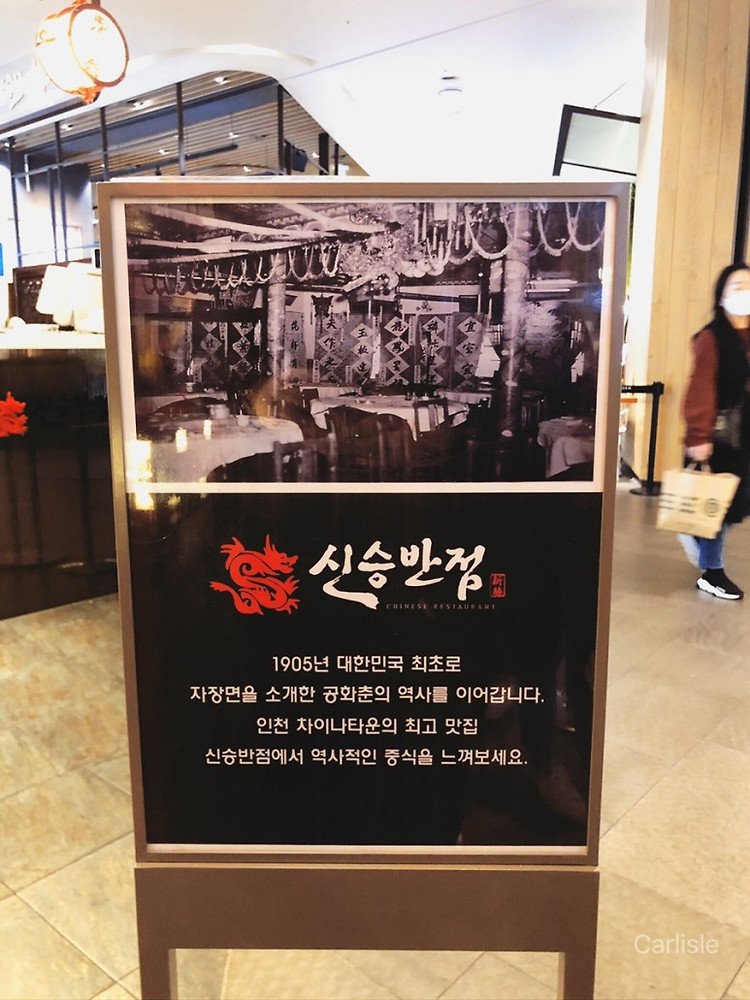 신승반점
CHINESE RESTAURANT
1905년 대한민국 최초로
자장면을 소개한 공화춘의 역사를 이어갑니다.
인천 차이나타운의 최고 맛집
신승반점에서 역사적인 중식을 느껴보세요.
Carlisle